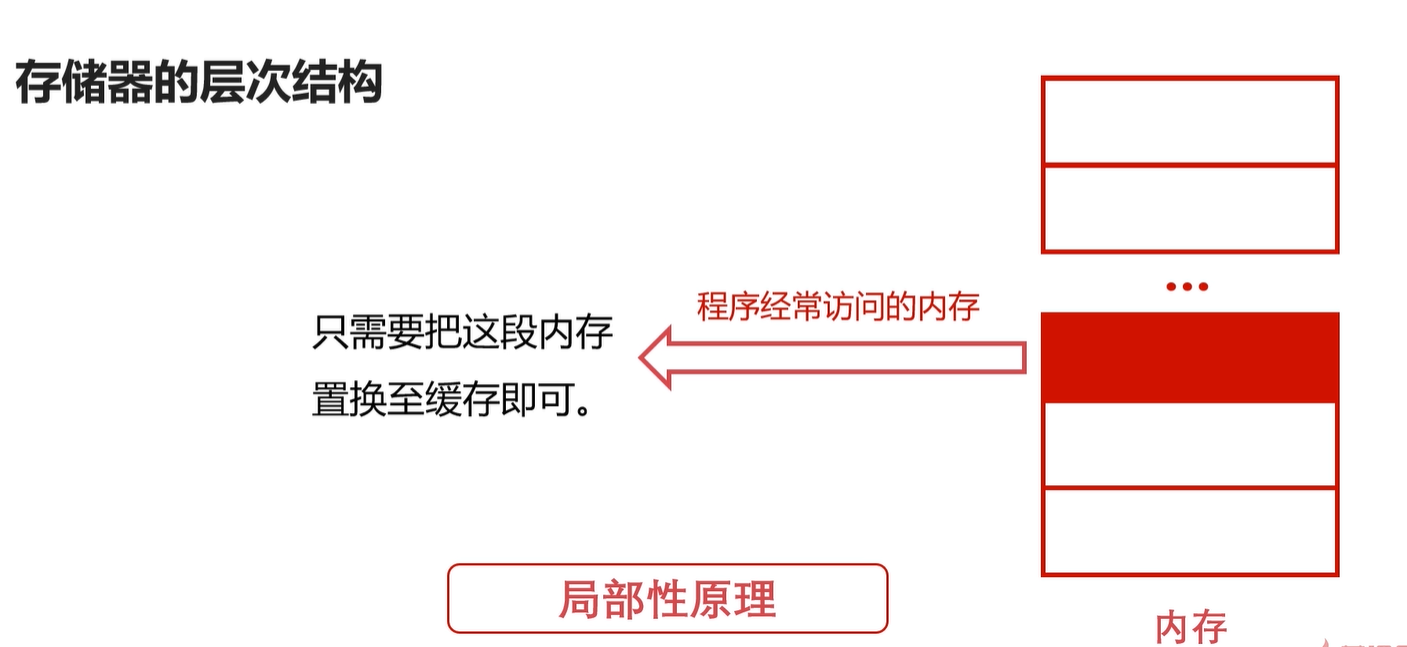 存储器的层次结构
程序经常访问的内存
只需要把这段内存
置换至缓存即可。
局部性原理
内存